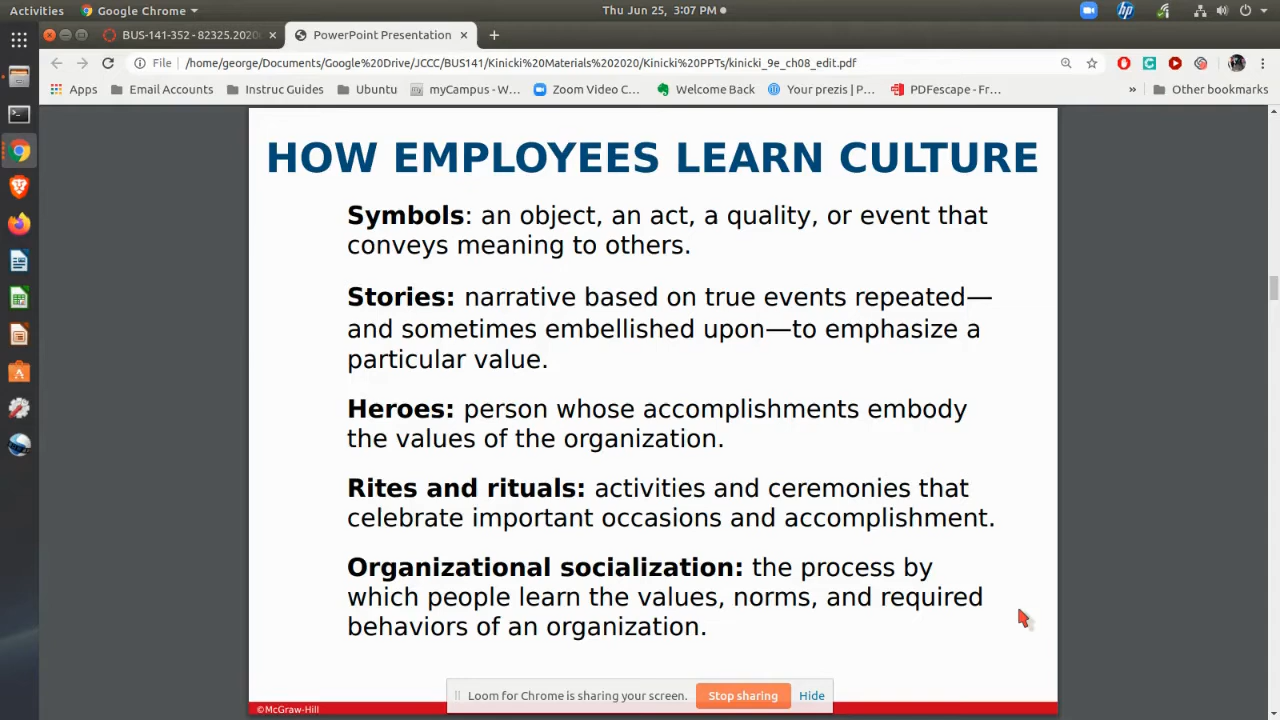 Activities
Google Chrome
Thu Jun 25, 3:07 PM
BUS-141-352 - 82325.2020
PowerPoint Presentation
File
/home/george/Documents/Google%20Drive/JCCC/BUS141/Kinicki%20Materials%202020/Kinicki%20PPTs/kinicki_9e_ch08_edit.pdf
Apps
Email Accounts
Instruc Guides
Ubuntu
myCampus - W...
Zoom Video C...
Welcome Back
Your prezis | P...
PDFescape - Fr...
»
Other bookmarks
HOW EMPLOYEES LEARN CULTURE
Symbols: an object, an act, a quality, or event that
conveys meaning to others.
Stories: narrative based on true events repeated—
and sometimes embellished upon—to emphasize a
particular value.
Heroes: person whose accomplishments embody
the values of the organization.
Rites and rituals: activities and ceremonies that
celebrate important occasions and accomplishment.
Organizational socialization: the process by
which people learn the values, norms, and required
behaviors of an organization.
Loom for Chrome is sharing your screen.
Stop sharing
Hide
©McGraw-Hill